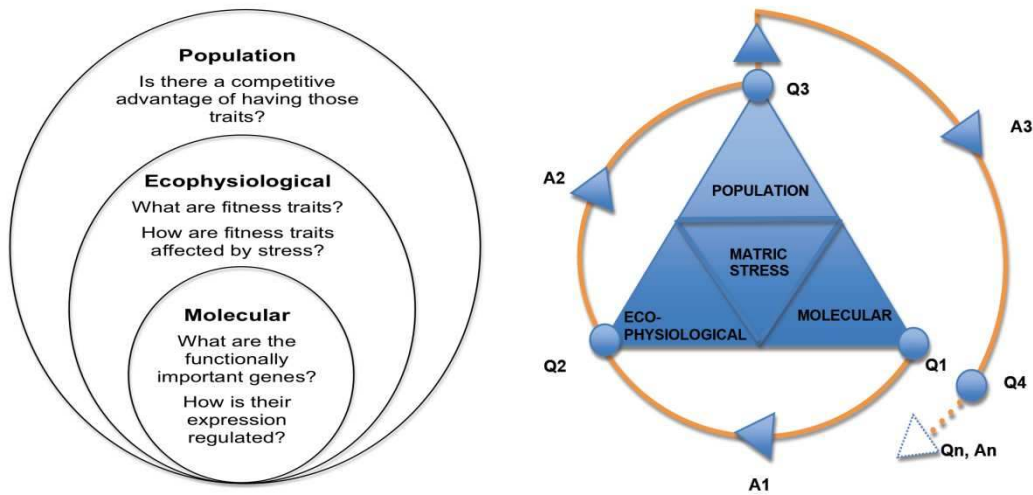 Population
Is there a competitive
advantage of having those
traits?
Ecophysiological
What are fitness traits?
How are fitness traits
affected by stress?
Molecular
What are the
functionally
important genes?
How is their
expression
regulated?
Q3
A3
A2
POPULATION
MATRIC
STRESS
ECO-
PHYSIOLOGICAL
MOLECULAR
Q2
Q1
Q4
Qn, An
A1